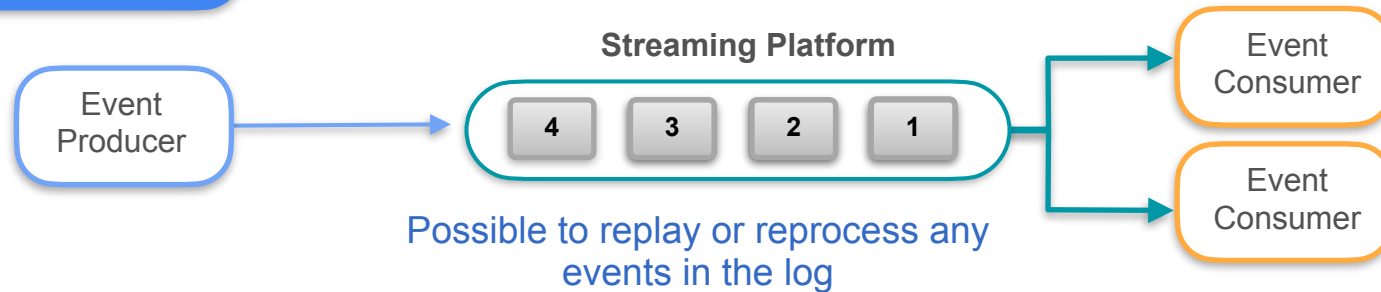 Streaming Platform
Event
Producer
4 3 2 1
Event
Consumer
Event
Consumer
Possible to replay or reprocess any
events in the log